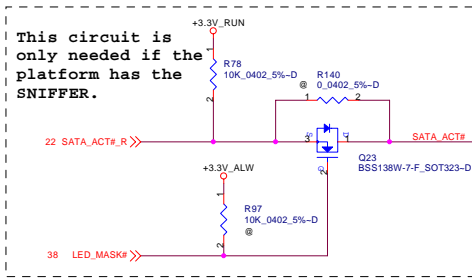 This circuit is
only needed if the
platform has the
SNIFFER.
+3.3V_RUN
1
R78
10K_0402_5%~D
2
R140
@ 0_0402_5%~D
1 2
22 SATA_ACT#_R
3 1
SATA_ACT#
Q23
BSS138W-7-F_SOT323~D
2
+3.3V_ALW
1
R97
10K_0402_5%~D
@
2
38 LED_MASK#